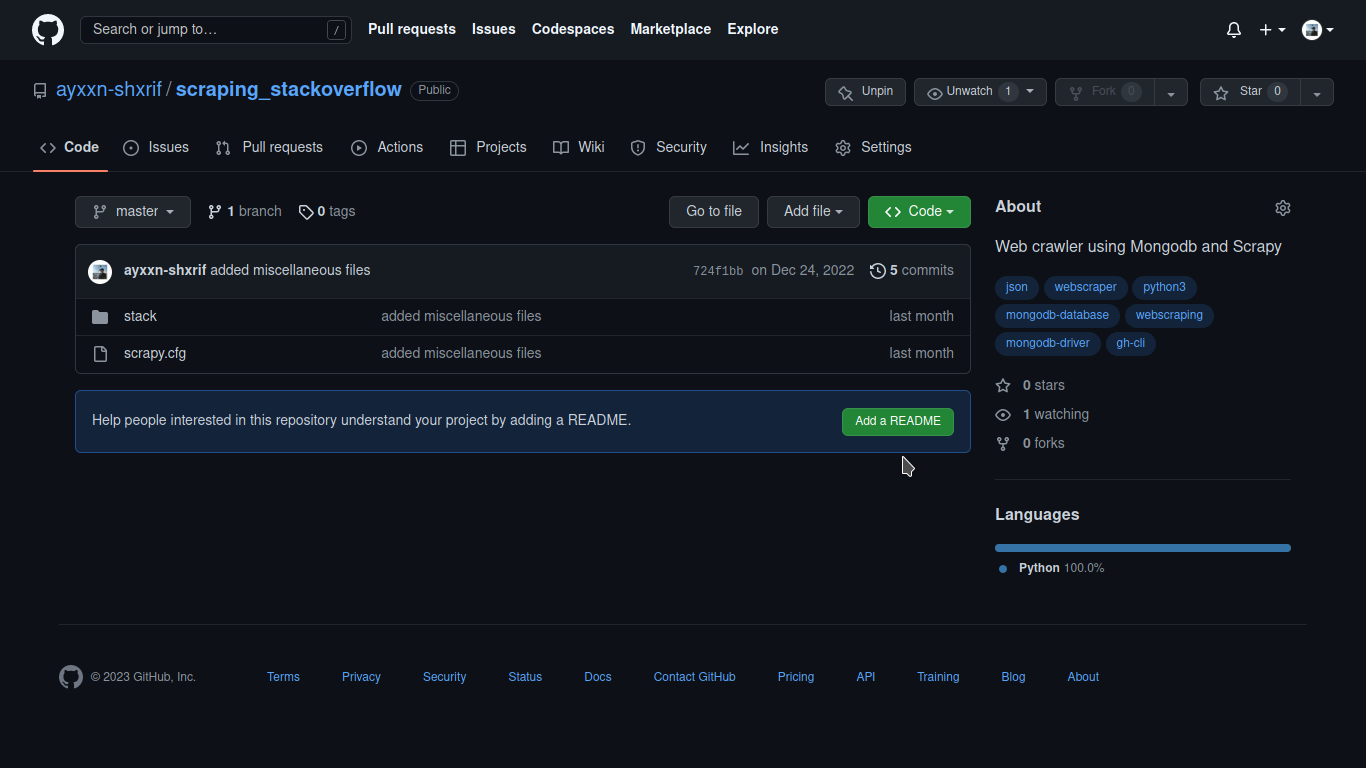 Search or jump to… /
Pull requests Issues Codespaces Marketplace Explore
ayxxn-shxrif / scraping_stackoverflow Public
Unpin Unwatch 1 Fork 0 Star 0
Code Issues Pull requests Actions Projects Wiki Security Insights Settings
master 1 branch 0 tags Go to file Add file Code
ayxxn-shxrif added miscellaneous files 724f1bb on Dec 24, 2022 5 commits
stack added miscellaneous files last month
scrapy.cfg added miscellaneous files last month
Help people interested in this repository understand your project by adding a README. Add a README
About
Web crawler using Mongodb and Scrapy
json webscraper python3
mongodb-database webscraping
mongodb-driver gh-cli
0 stars
1 watching
0 forks
Languages
Python 100.0%
© 2023 GitHub, Inc. Terms Privacy Security Status Docs Contact GitHub Pricing API Training Blog About